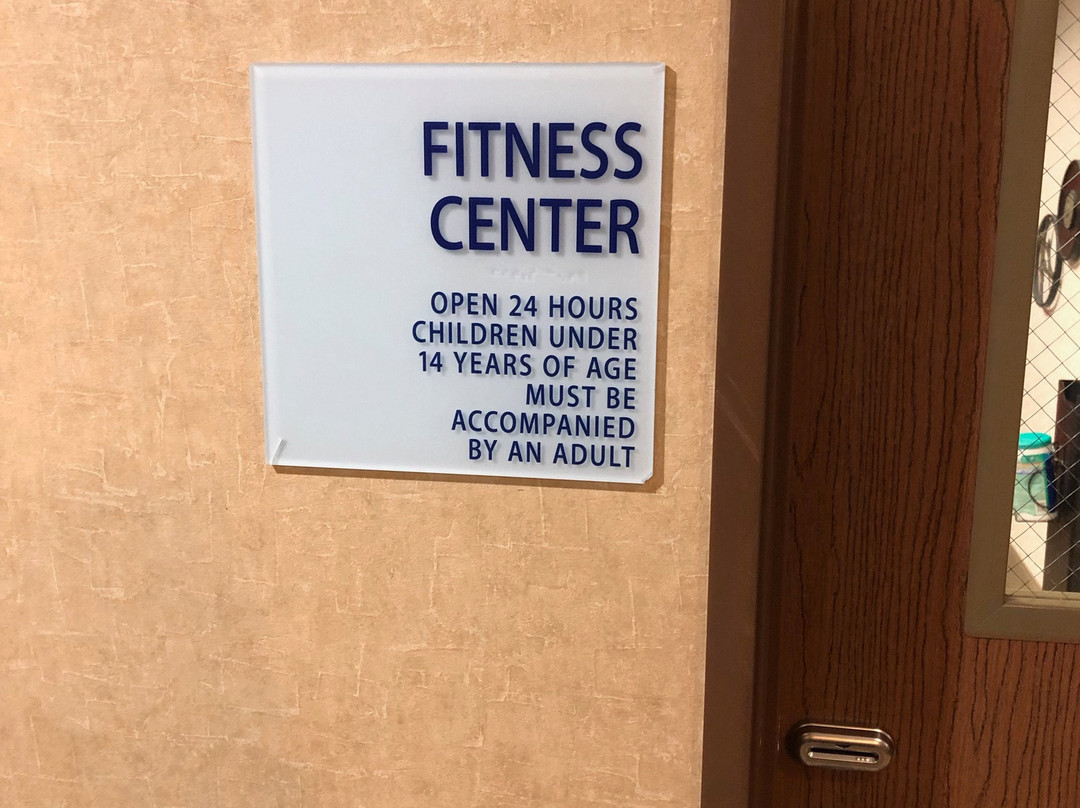 FITNESS
CENTER
OPEN 24 HOURS
CHILDREN UNDER
14 YEARS OF AGE
MUST BE
ACCOMPANIED
BY AN ADULT